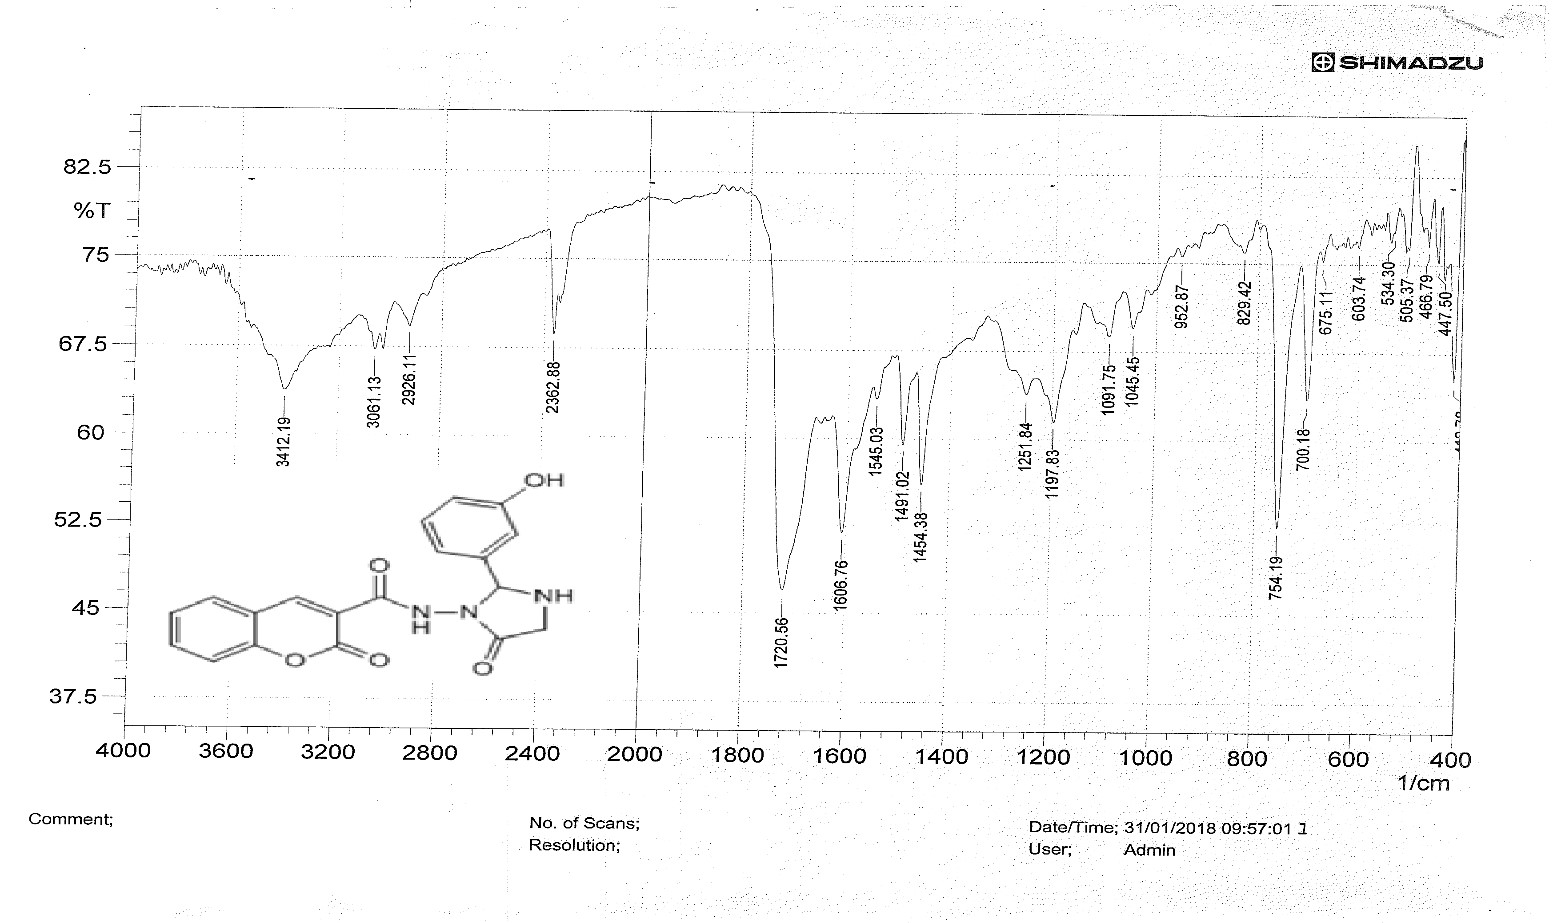 SHIMADZU
82.5
%T
75
67.5
60
52.5
45
37.5
3412.19
3061.13
2926.11
2362.88
1720.56
1606.76
1545.03
1491.02
1454.38
1251.84
1197.83
1091.75
1045.45
952.87
829.42
754.19
700.18
675.11
603.74
534.30
505.37
466.79
447.50
OH
O
NH
N
H
N
O
O
O
4000 3600 3200 2800 2400 2000 1800 1600 1400 1200 1000 800 600 400
1/cm
Comment;
No. of Scans;
Resolution;
Date/Time; 31/01/2018 09:57:01 1
User; Admin